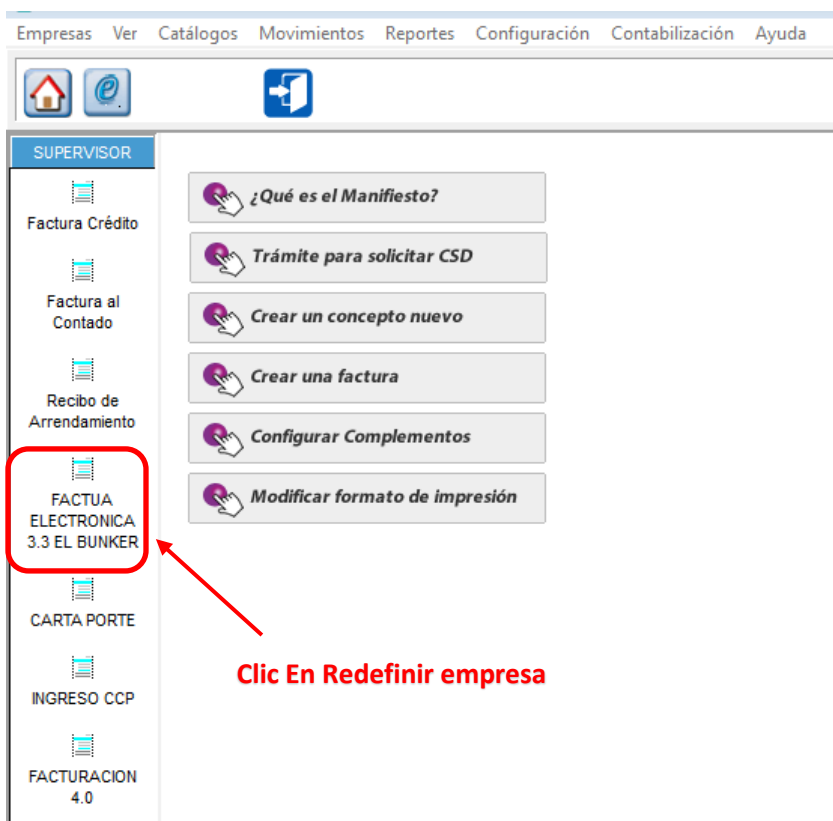 Empresas Ver Catálogos Movimientos Reportes Configuración Contabilización Ayuda
SUPERVISOR
Factura Crédito
Factura al
Contado
Recibo de
Arrendamiento
FACTUA
ELECTRONICA
3.3 EL BUNKER
CARTA PORTE
INGRESO CCP
FACTURACION
4.0
¿Qué es el Manifiesto?
Trámite para solicitar CSD
Crear un concepto nuevo
Crear una factura
Configurar Complementos
Modificar formato de impresión
Clic En Redefinir empresa